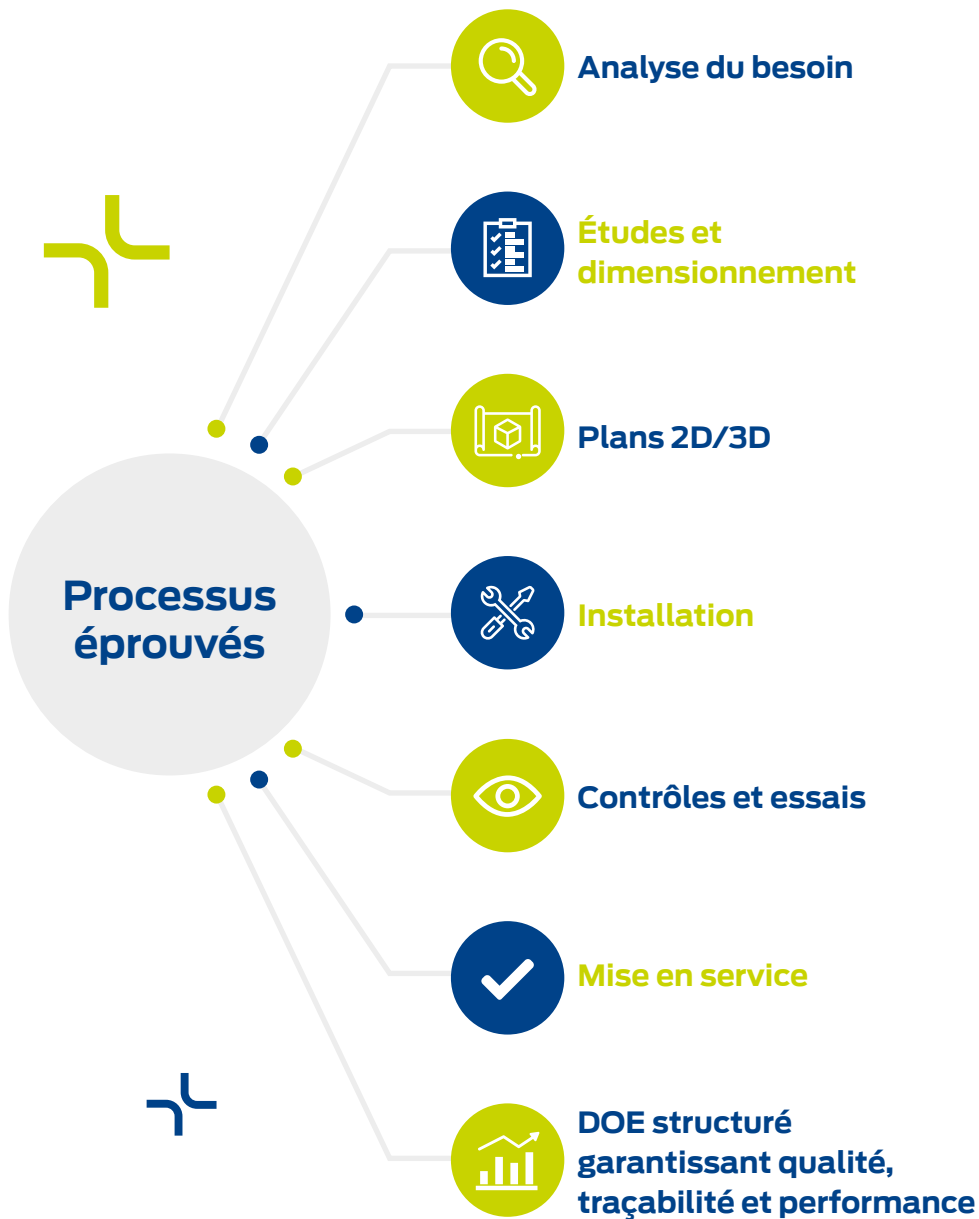 Analyse du besoin
Études et
dimensionnement
Plans 2D/3D
Processus
éprouvés
Installation
Contrôles et essais
Mise en service
DOE structuré
garantissant qualité,
traçabilité et performance